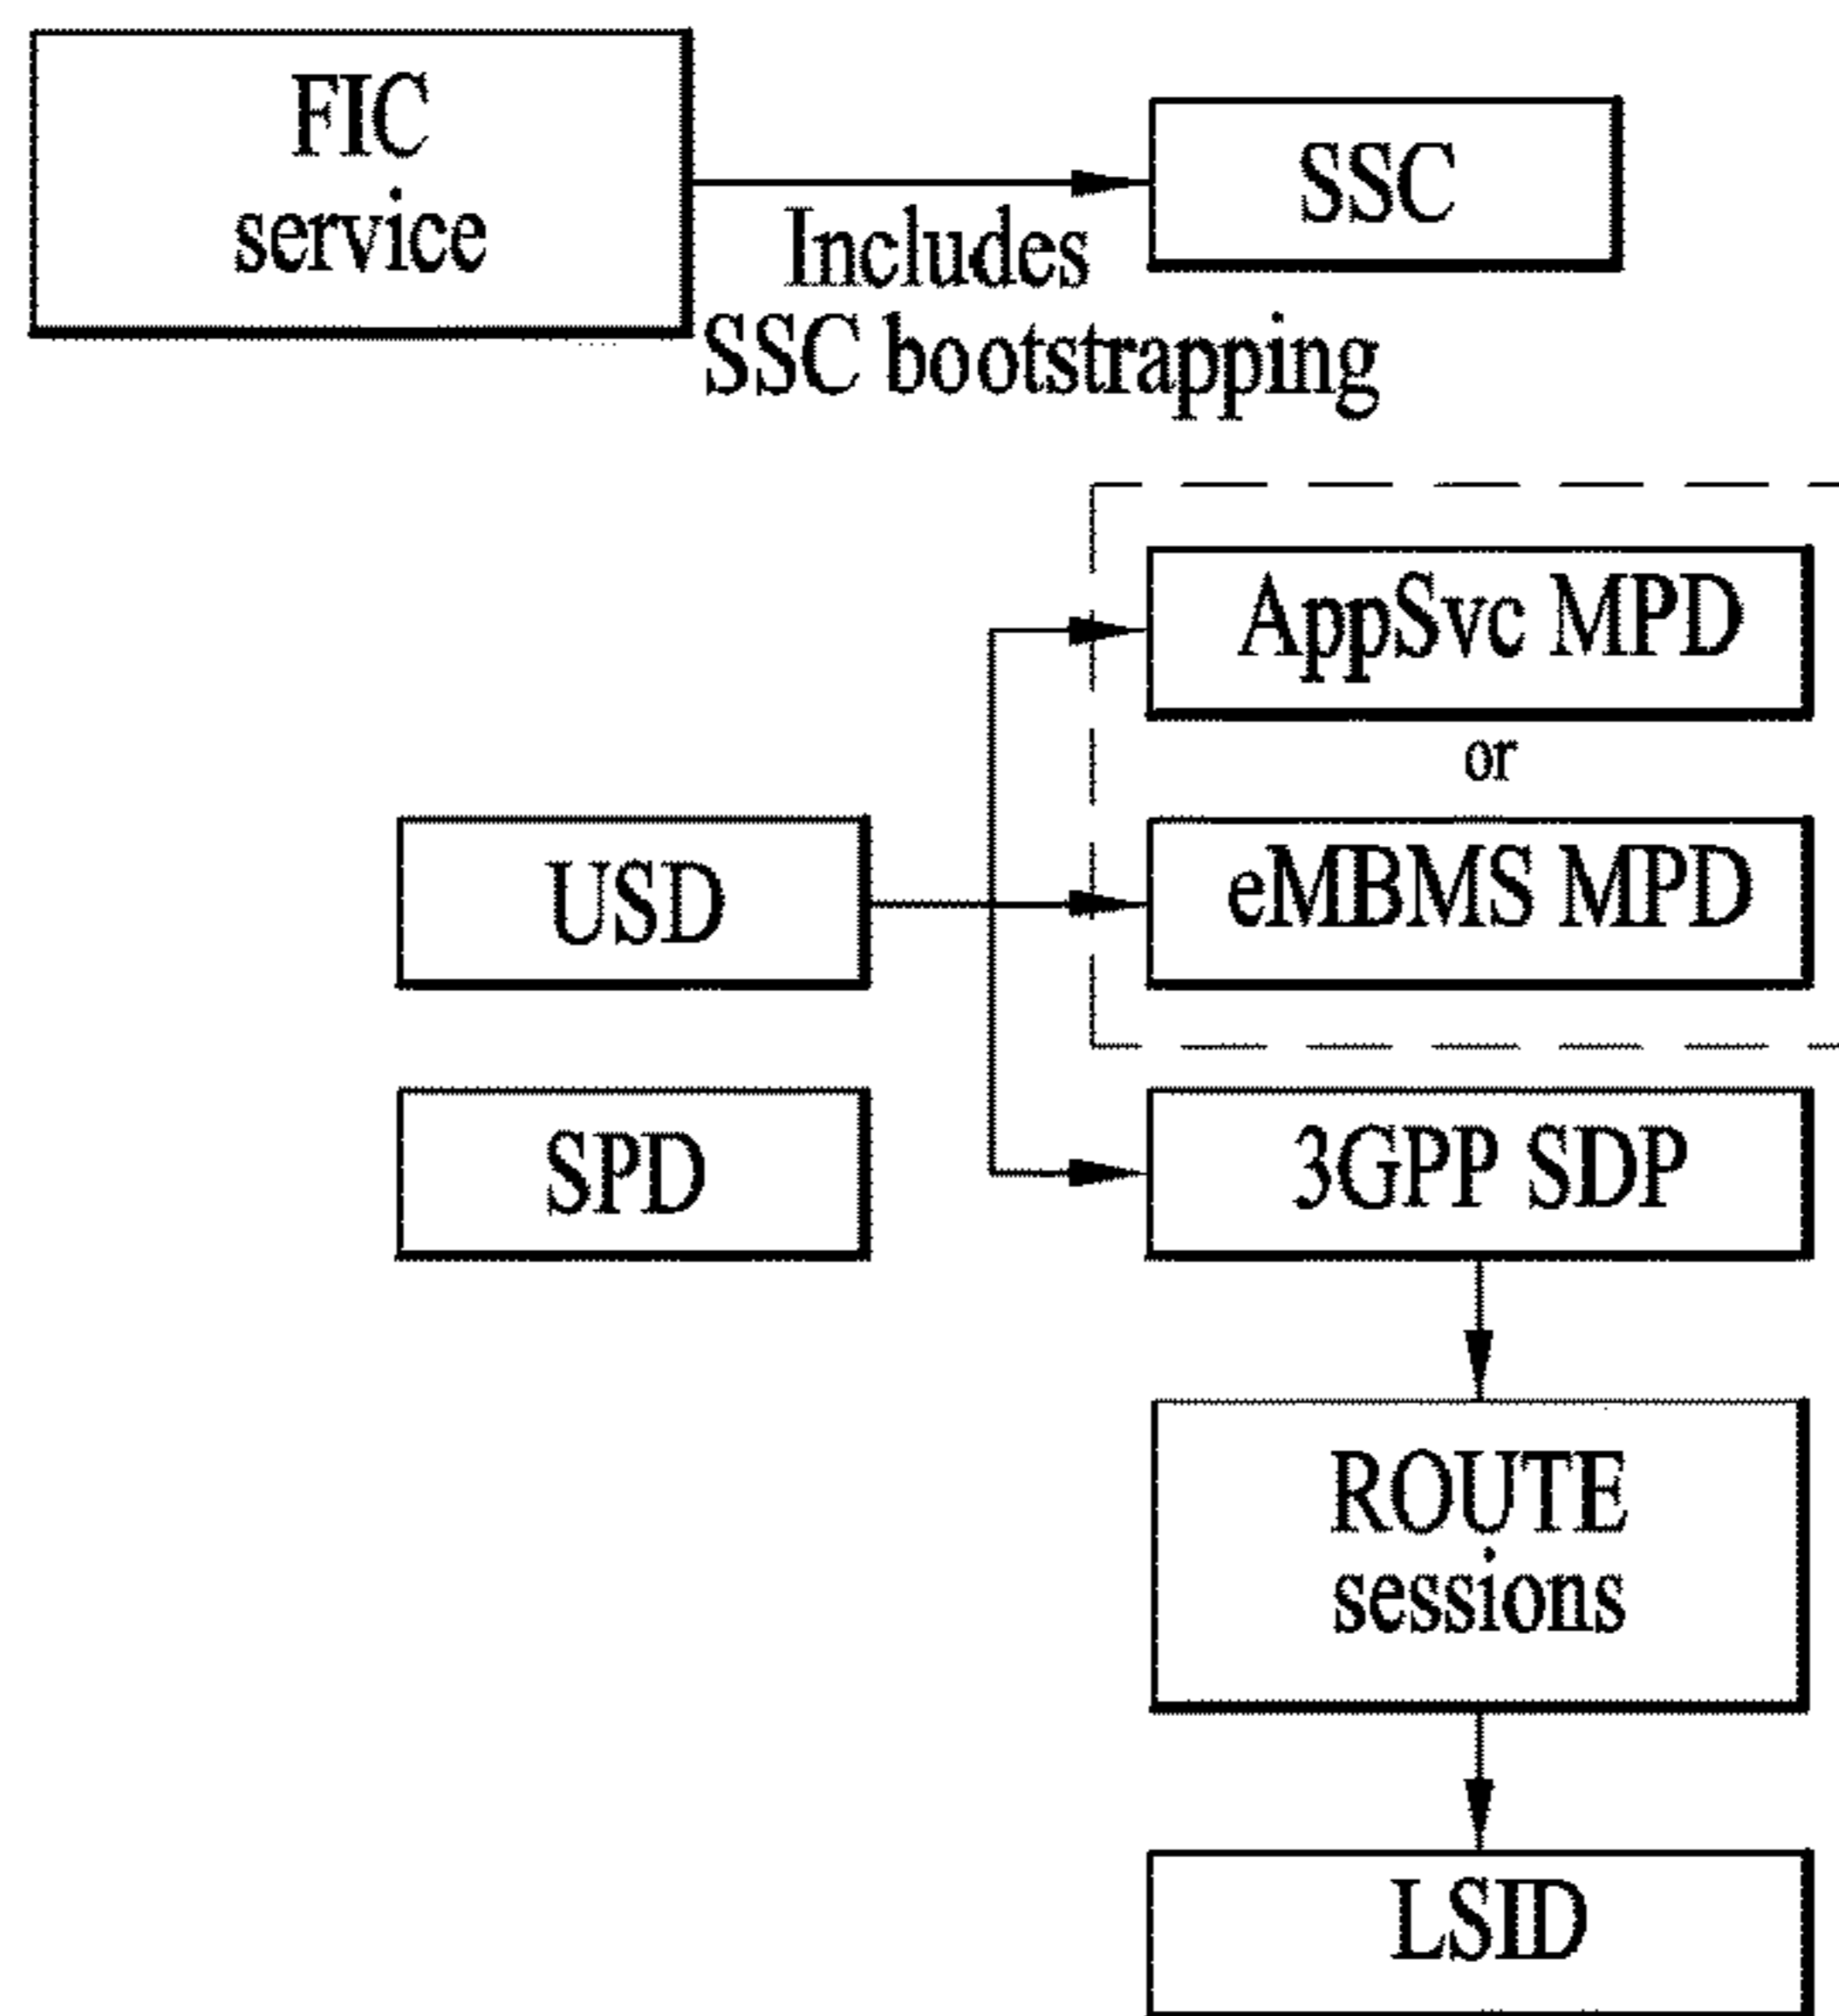 FIC
service
SSC
Includes
SSC bootstrapping
AppSvc MPD
or
USD
eMBMS MPD
SPD
3GPP SDP
ROUTE
sessions
LSID